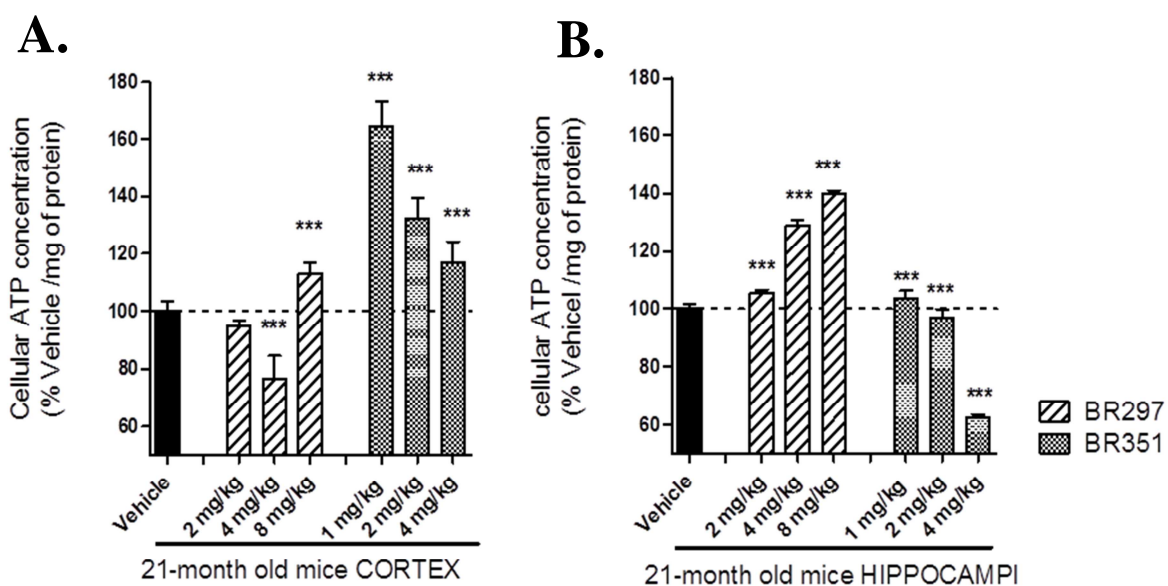 A.
Cellular ATP concentration
(% Vehicle /mg of protein)
180
160
140
120
100
80
60
***
***
***
***
***
Vehicle
2 mg/kg
4 mg/kg
8 mg/kg
1 mg/kg
2 mg/kg
4 mg/kg
21-month old mice CORTEX
B.
cellular ATP concentration
(% Vehicel /mg of protein)
180
160
140
120
100
80
60
***
***
***
***
***
***
Vehicle
2 mg/kg
4 mg/kg
8 mg/kg
1 mg/kg
2 mg/kg
4 mg/kg
21-month old mice HIPPOCAMPI
BR297
BR351